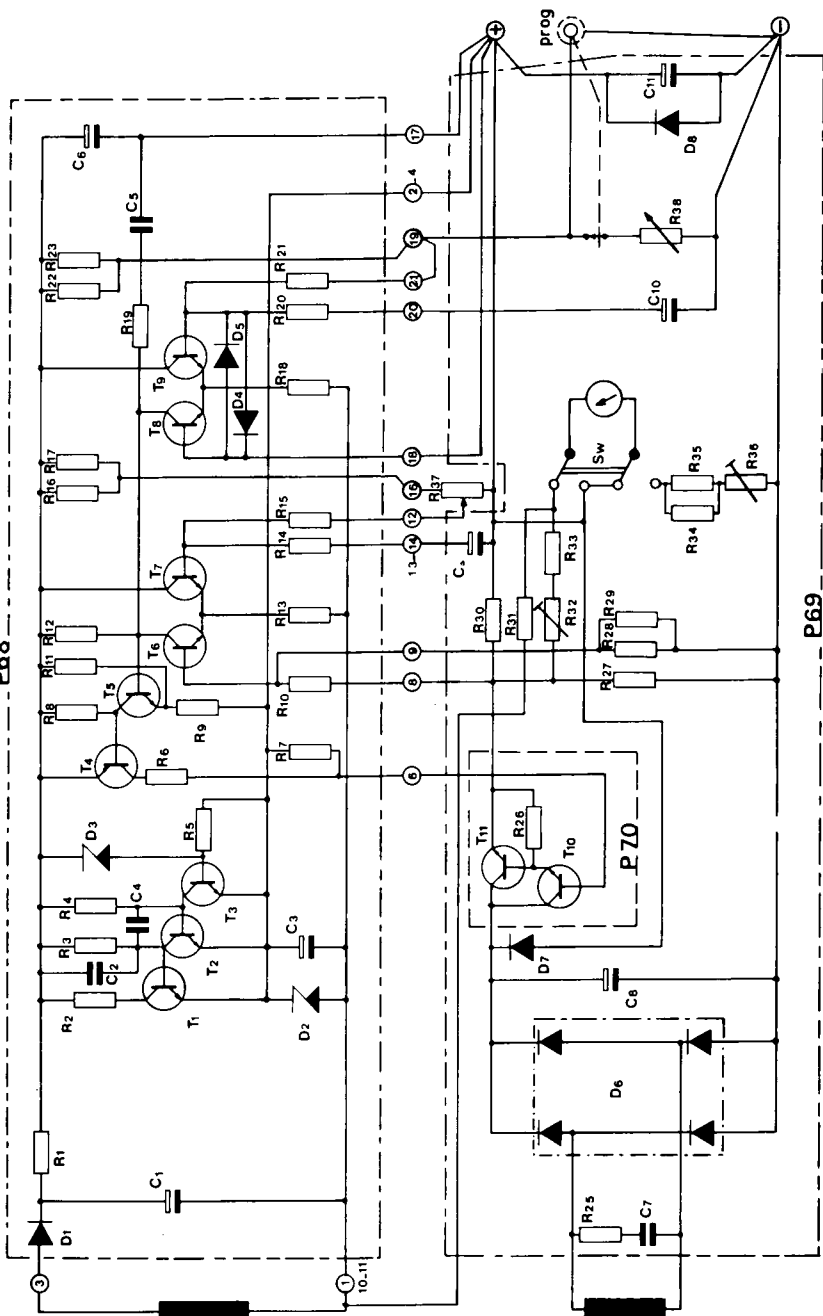 P68
3
1
10_11
D1
C1
R1
R2
C2
R3
R4
C4
T1
T2
T3
D2
C3
D3
R5
T4
R6
R7
R8
T5
R9
R11
R12
T6
R10
T7
R13
R14
R15
R16
R17
T8
T9
D4
D5
R18
R19
R20
R21
R22
R23
C5
C6
6
8
9
13-14
12
16
18
20
21
19
2-4
17
+
prog
-
R25
C7
D6
C8
D7
P70
T10
T11
R26
R27
R28
R29
R30
R31
R32
R33
R37
Sw
R34
R35
R36
C10
R38
D8
C11
P69